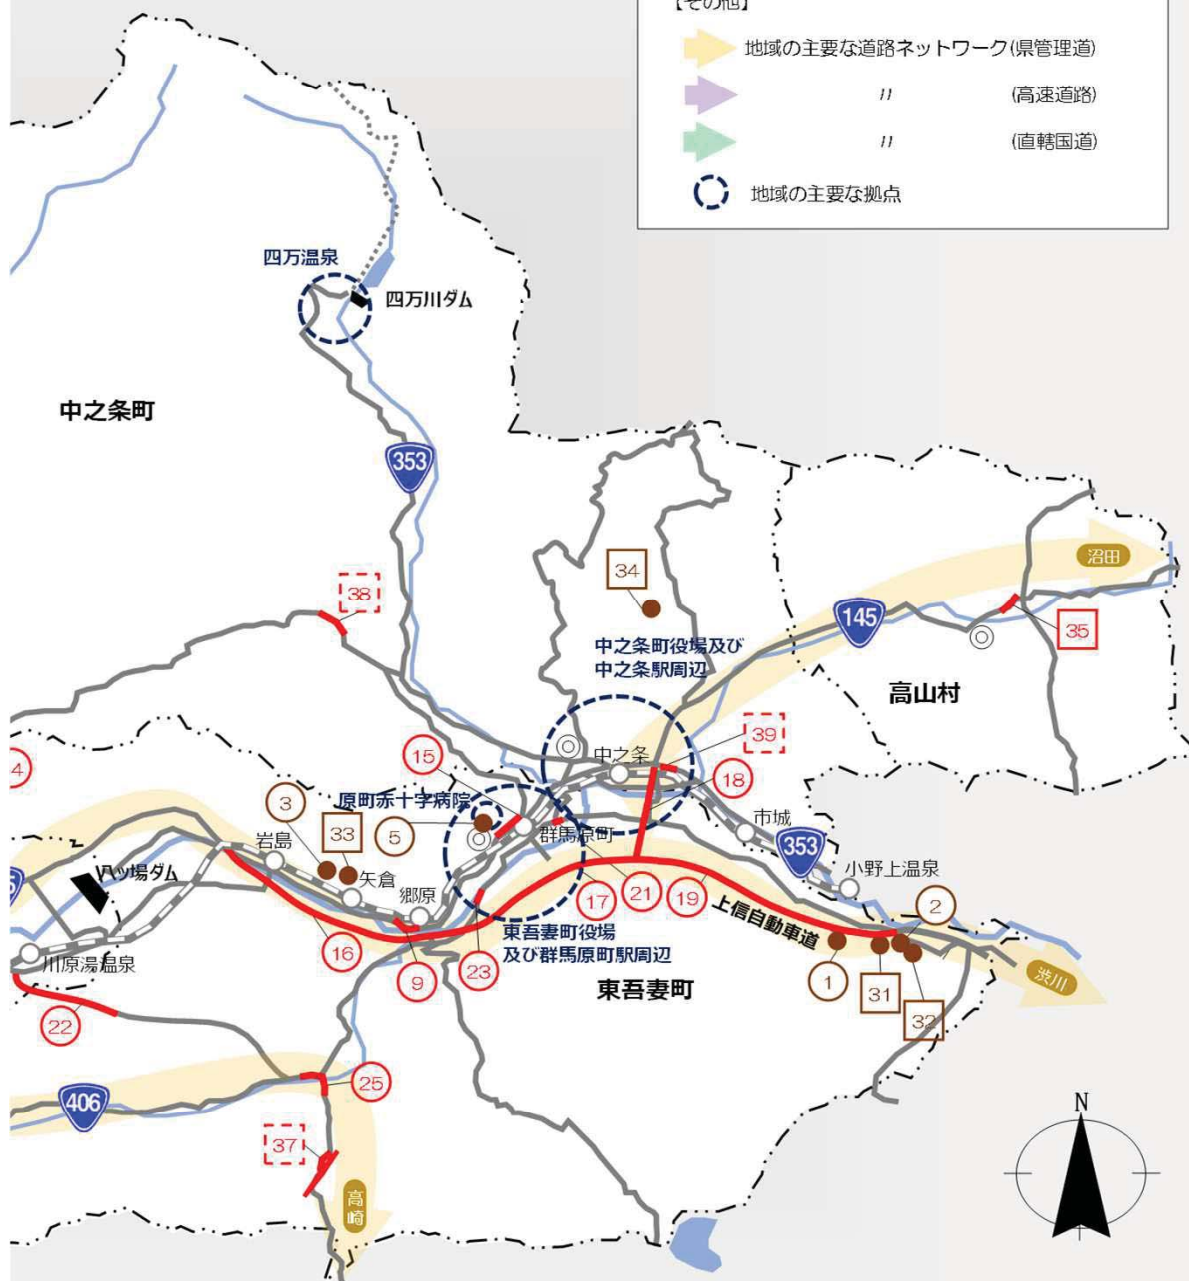 【その他】
地域の主要な道路ネットワーク(県管理道)
〃 (高速道路)
〃 (直轄国道)
地域の主要な拠点
四万温泉
四万川ダム
中之条町
353
34
沼田
38
145
35
中之条町役場及び
中之条駅周辺
高山村
39
15
中之条
4
18
3
原町赤十字病院
市城
33
5
岩島
群馬原町
353
八ッ場ダム
矢倉
小野上温泉
郷原
17
21
19
2
上信自動車道
16
東吾妻町役場
及び群馬原町駅周辺
川原湯温泉
23
9
1
31
渋川
東吾妻町
22
32
25
406
N
37
高崎